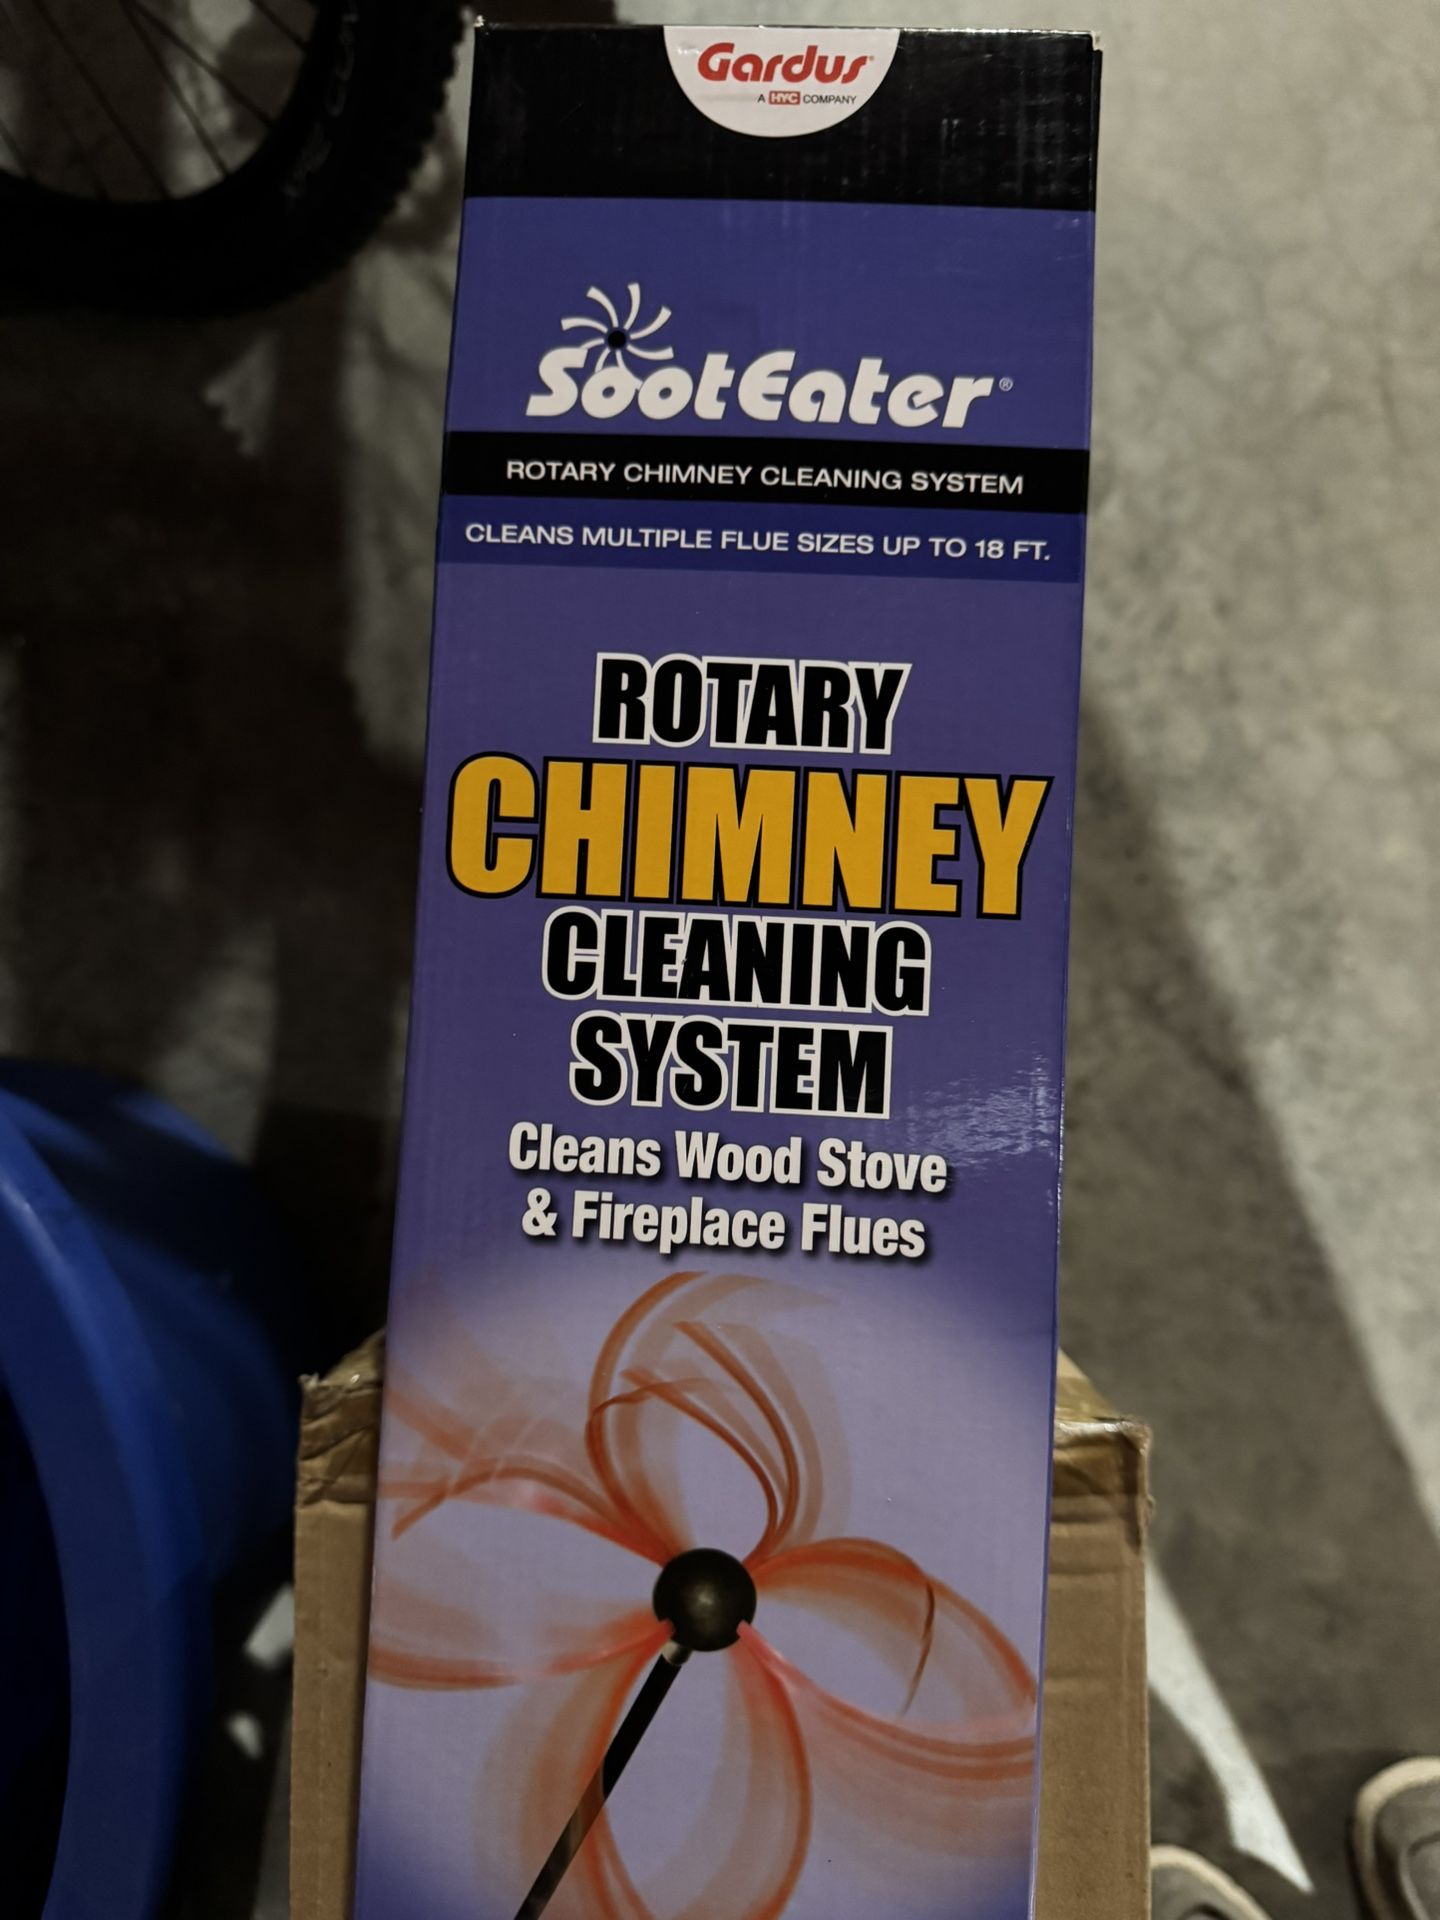 Gardus
A HYC COMPANY
SootEater®
ROTARY CHIMNEY CLEANING SYSTEM
CLEANS MULTIPLE FLUE SIZES UP TO 18 FT.
ROTARY
CHIMNEY
CLEANING
SYSTEM
Cleans Wood Stove
& Fireplace Flues